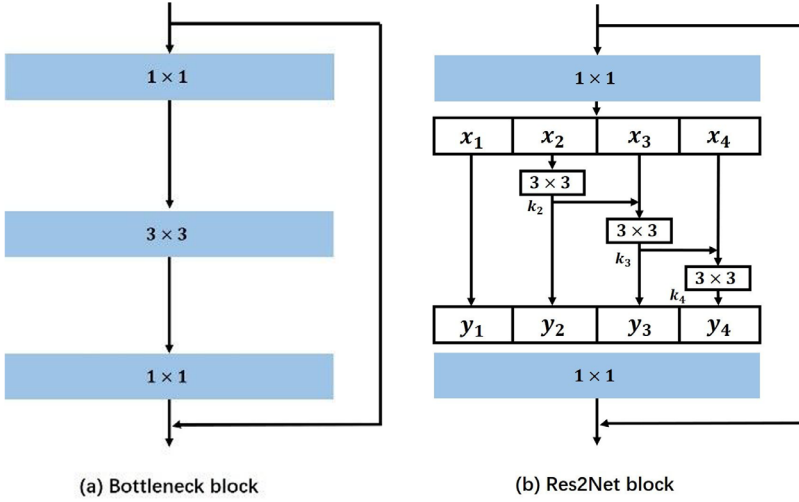 1 × 1
3 × 3
1 × 1
(a) Bottleneck block
1 × 1
x₁ x₂ x₃ x₄
3 × 3
k₂
3 × 3
k₃
3 × 3
k₄
y₁ y₂ y₃ y₄
1 × 1
(b) Res2Net block